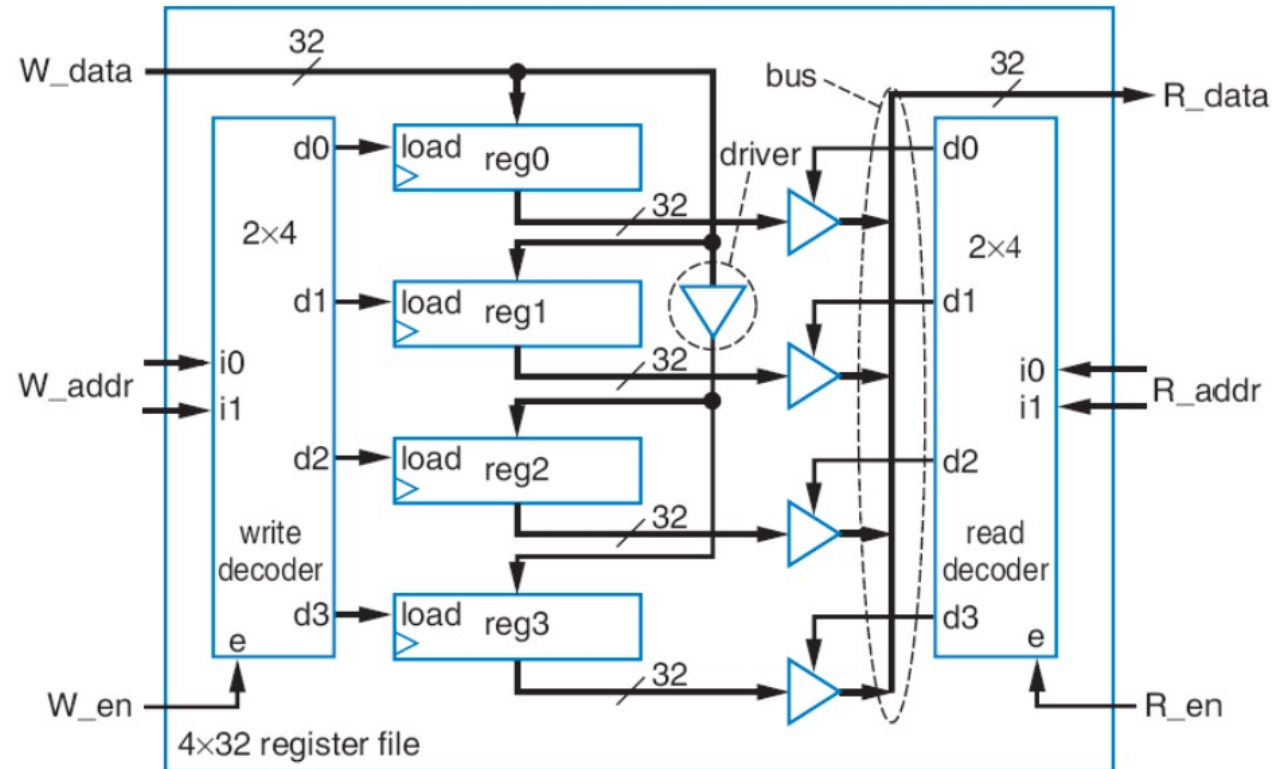 32
W_data
bus
32
R_data
d0
load
reg0
driver
d0
2×4
32
2×4
d1
load
reg1
d1
W_addr
i0
i1
32
i0
i1
R_addr
d2
load
reg2
d2
write
decoder
32
read
decoder
d3
load
reg3
d3
e
e
W_en
32
R_en
4×32 register file